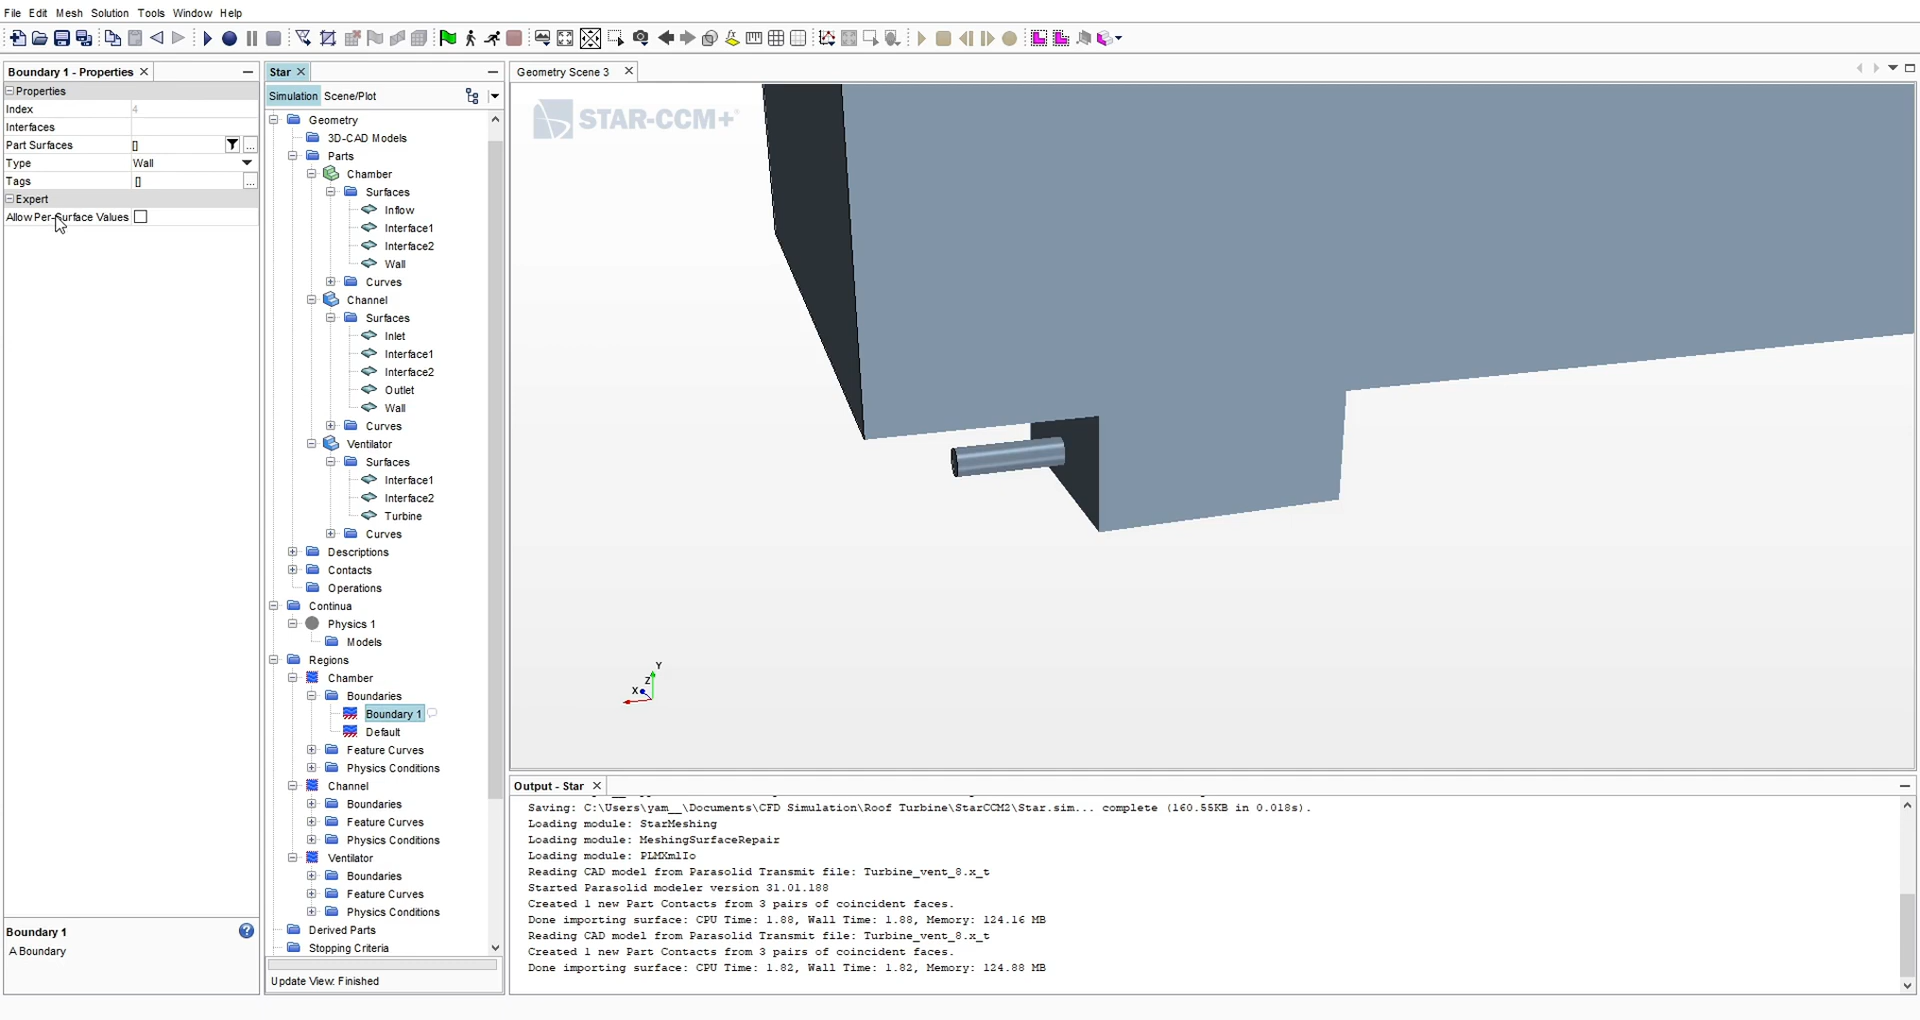 File Edit Mesh Solution Tools Window Help
Boundary 1 - Properties
Properties
Index 4
Interfaces
Part Surfaces []
Type Wall
Tags []
Expert
Allow Per-Surface Values
Boundary 1
A Boundary
Star
Simulation Scene/Plot
Geometry
3D-CAD Models
Parts
Chamber
Surfaces
Inflow
Interface1
Interface2
Wall
Curves
Channel
Surfaces
Inlet
Interface1
Interface2
Outlet
Wall
Curves
Ventilator
Surfaces
Interface1
Interface2
Turbine
Curves
Descriptions
Contacts
Operations
Continua
Physics 1
Models
Regions
Chamber
Boundaries
Boundary 1
Default
Feature Curves
Physics Conditions
Channel
Boundaries
Feature Curves
Physics Conditions
Ventilator
Boundaries
Feature Curves
Physics Conditions
Derived Parts
Stopping Criteria
Update View: Finished
Geometry Scene 3
STAR-CCM+
Y
Z
X
Output - Star
Saving: C:\Users\yam__\Documents\CFD Simulation\Roof Turbine\StarCCM2\Star.sim... complete (160.55KB in 0.018s).
Loading module: StarMeshing
Loading module: MeshingSurfaceRepair
Loading module: PLMXmlIo
Reading CAD model from Parasolid Transmit file: Turbine_vent_8.x_t
Started Parasolid modeler version 31.01.188
Created 1 new Part Contacts from 3 pairs of coincident faces.
Done importing surface: CPU Time: 1.88, Wall Time: 1.88, Memory: 124.16 MB
Reading CAD model from Parasolid Transmit file: Turbine_vent_8.x_t
Created 1 new Part Contacts from 3 pairs of coincident faces.
Done importing surface: CPU Time: 1.82, Wall Time: 1.82, Memory: 124.88 MB